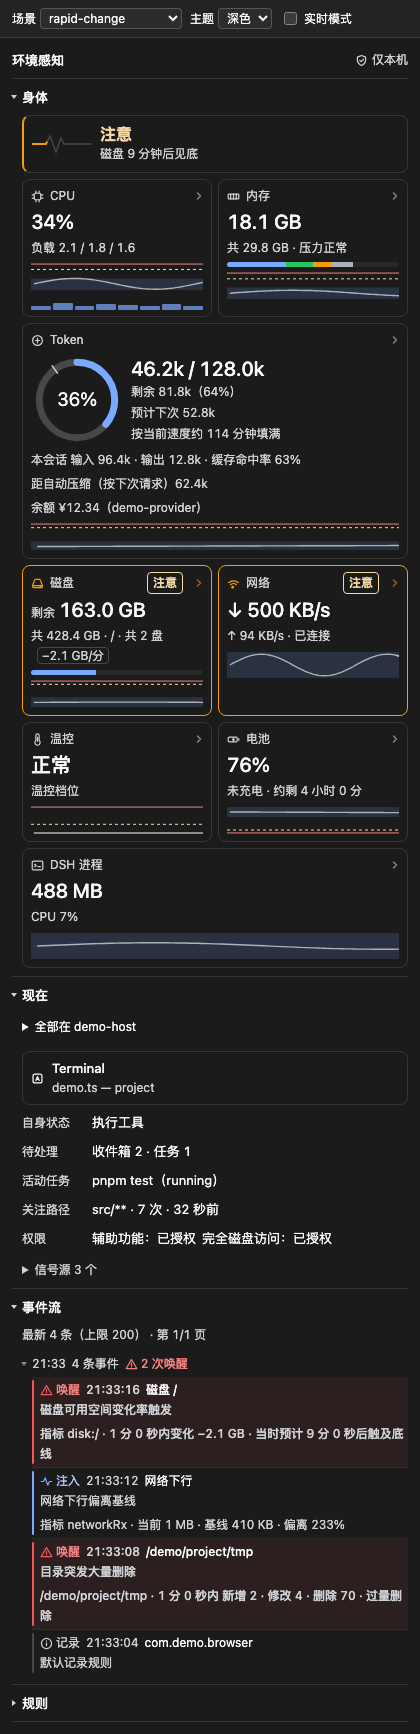 场景 rapid-change 主题 深色 实时模式
环境感知 仅本机
身体
注意
磁盘 9 分钟后见底
CPU
34%
负载 2.1 / 1.8 / 1.6
内存
18.1 GB
共 29.8 GB · 压力正常
Token
36%
46.2k / 128.0k
剩余 81.8k（64%）
预计下次 52.8k
按当前速度约 114 分钟填满
本会话 输入 96.4k · 输出 12.8k · 缓存命中率 63%
距自动压缩（按下次请求）62.4k
余额 ¥12.34（demo-provider）
磁盘 注意
剩余 163.0 GB
共 428.4 GB · / · 共 2 盘
−2.1 GB/分
网络 注意
↓ 500 KB/s
↑ 94 KB/s · 已连接
温控
正常
温控档位
电池
76%
未充电 · 约剩 4 小时 0 分
DSH 进程
488 MB
CPU 7%
现在
全部在 demo-host
Terminal
demo.ts — project
自身状态 执行工具
待处理 收件箱 2 · 任务 1
活动任务 pnpm test（running）
关注路径 src/** · 7 次 · 32 秒前
权限 辅助功能：已授权 完全磁盘访问：已授权
信号源 3 个
事件流
最新 4 条（上限 200） · 第 1/1 页
21:33 4 条事件 2 次唤醒
唤醒 21:33:16 磁盘 /
磁盘可用空间变化率触发
指标 disk:/ · 1 分 0 秒内变化 −2.1 GB · 当时预计 9 分 0 秒后触及底
线
注入 21:33:12 网络下行
网络下行偏离基线
指标 networkRx · 当前 1 MB · 基线 410 KB · 偏离 233%
唤醒 21:33:08 /demo/project/tmp
目录突发大量删除
/demo/project/tmp · 1 分 0 秒内 新增 2 · 修改 4 · 删除 70 · 过量删
除
记录 21:33:04 com.demo.browser
默认记录规则
规则